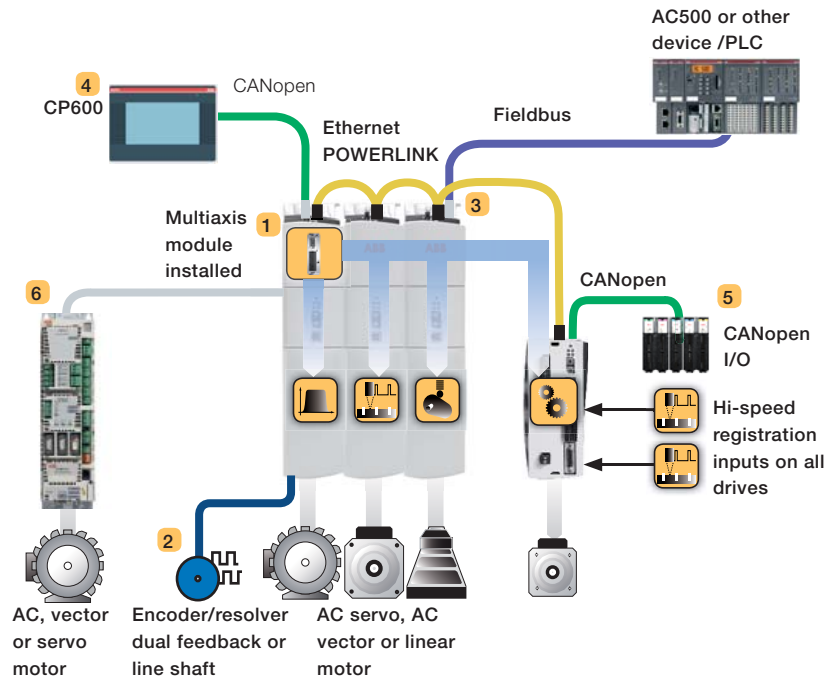 AC500 or other
device /PLC
4
CP600
CANopen
Fieldbus
Ethernet
POWERLINK
1
3
Multiaxis
module
installed
ABB
ABB
6
CANopen
5
CANopen
I/O
Hi-speed
registration
inputs on all
drives
2
AC, vector
or servo
motor
Encoder/resolver
dual feedback or
line shaft
AC servo, AC
vector or linear
motor